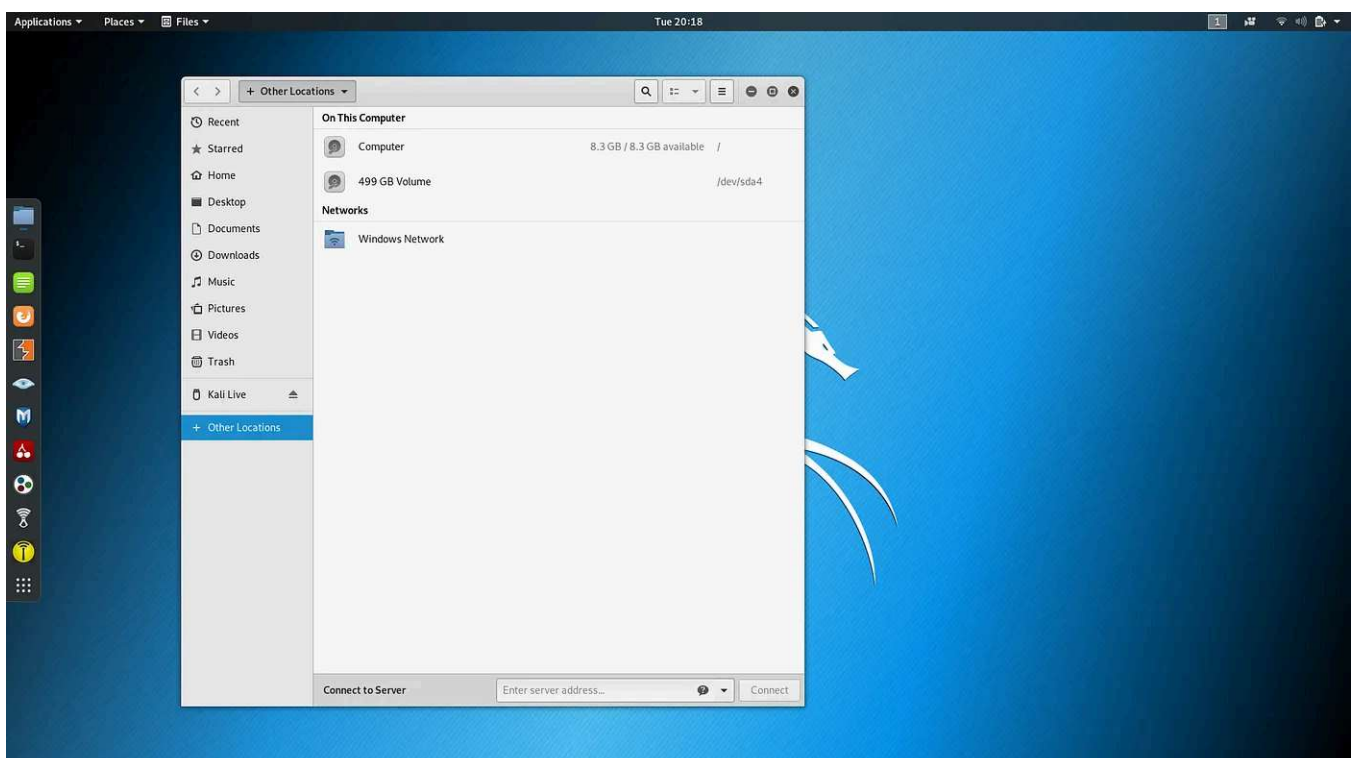 Applications Places Files Tue 20:18 1
+ Other Locations
Recent
Starred
Home
Desktop
Documents
Downloads
Music
Pictures
Videos
Trash
Kali Live
+ Other Locations
On This Computer
Computer 8.3 GB / 8.3 GB available /
499 GB Volume /dev/sda4
Networks
Windows Network
Connect to Server Enter server address... Connect